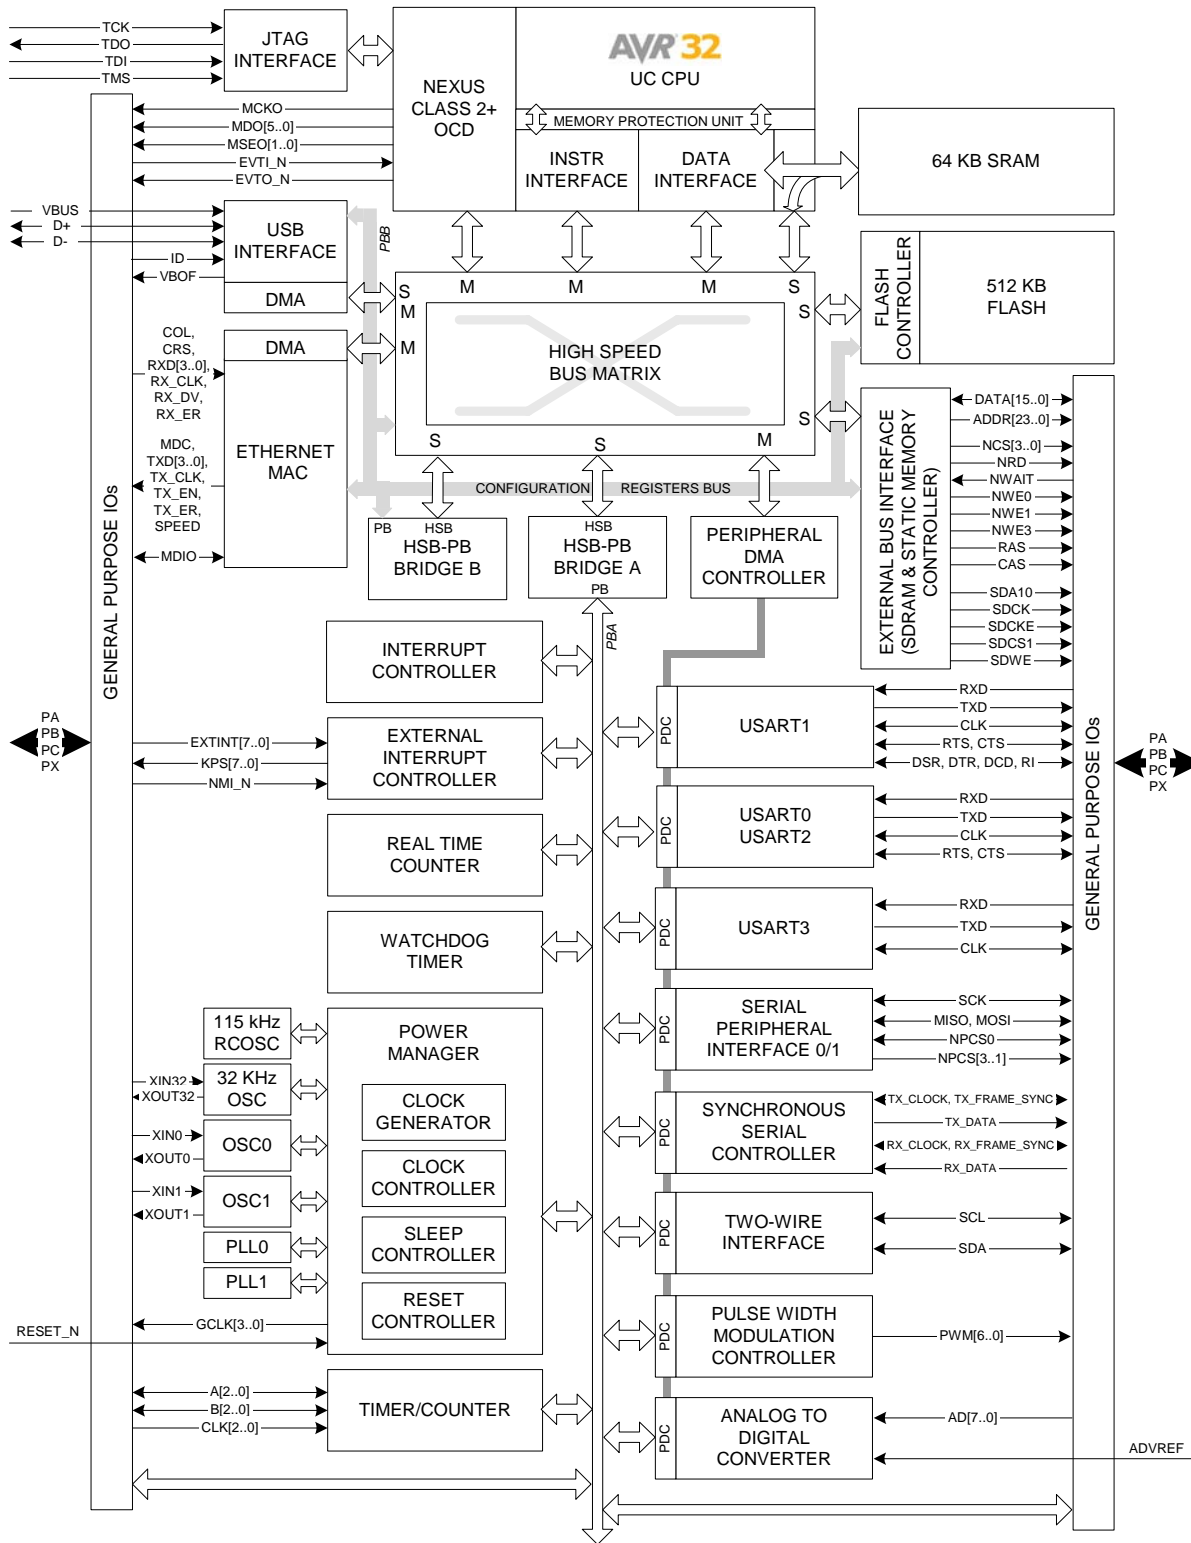 TCK
TDO
TDI
TMS
JTAG
INTERFACE
NEXUS
CLASS 2+
OCD
AVR 32
UC CPU
MEMORY PROTECTION UNIT
INSTR
INTERFACE
DATA
INTERFACE
64 KB SRAM
MCKO
MDO[5..0]
MSEO[1..0]
EVTI_N
EVTO_N
VBUS
D+
D-
ID
VBOF
USB
INTERFACE
DMA
PBB
S
M
M
M
M
M
S
S
S
S
S
M
HIGH SPEED
BUS MATRIX
FLASH
CONTROLLER
512 KB
FLASH
COL,
CRS,
RXD[3..0],
RX_CLK,
RX_DV,
RX_ER
MDC,
TXD[3..0],
TX_CLK,
TX_EN,
TX_ER,
SPEED
MDIO
DMA
ETHERNET
MAC
CONFIGURATION REGISTERS BUS
EXTERNAL BUS INTERFACE
(SDRAM & STATIC MEMORY
CONTROLLER)
DATA[15..0]
ADDR[23..0]
NCS[3..0]
NRD
NWAIT
NWE0
NWE1
NWE3
RAS
CAS
SDA10
SDCK
SDCKE
SDCS1
SDWE
PB
HSB
HSB-PB
BRIDGE B
HSB
HSB-PB
BRIDGE A
PB
PERIPHERAL
DMA
CONTROLLER
PBA
GENERAL PURPOSE IOs
PA
PB
PC
PX
INTERRUPT
CONTROLLER
EXTINT[7..0]
KPS[7..0]
NMI_N
EXTERNAL
INTERRUPT
CONTROLLER
REAL TIME
COUNTER
WATCHDOG
TIMER
115 kHz
RCOSC
XIN32
XOUT32
32 KHz
OSC
XIN0
XOUT0
OSC0
XIN1
XOUT1
OSC1
PLL0
PLL1
POWER
MANAGER
CLOCK
GENERATOR
CLOCK
CONTROLLER
SLEEP
CONTROLLER
RESET
CONTROLLER
GCLK[3..0]
RESET_N
A[2..0]
B[2..0]
CLK[2..0]
TIMER/COUNTER
PDC
USART1
RXD
TXD
CLK
RTS, CTS
DSR, DTR, DCD, RI
PDC
USART0
USART2
RXD
TXD
CLK
RTS, CTS
PDC
USART3
RXD
TXD
CLK
PDC
SERIAL
PERIPHERAL
INTERFACE 0/1
SCK
MISO, MOSI
NPCS0
NPCS[3..1]
PDC
SYNCHRONOUS
SERIAL
CONTROLLER
TX_CLOCK, TX_FRAME_SYNC
TX_DATA
RX_CLOCK, RX_FRAME_SYNC
RX_DATA
PDC
TWO-WIRE
INTERFACE
SCL
SDA
PDC
PULSE WIDTH
MODULATION
CONTROLLER
PWM[6..0]
PDC
ANALOG TO
DIGITAL
CONVERTER
AD[7..0]
ADVREF
GENERAL PURPOSE IOs
PA
PB
PC
PX